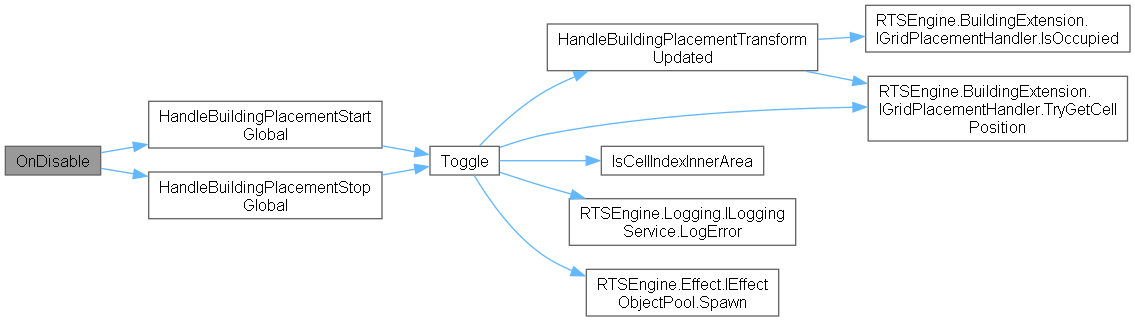 OnDisable
HandleBuildingPlacementStart
Global
HandleBuildingPlacementStop
Global
Toggle
HandleBuildingPlacementTransform
Updated
RTSEngine.BuildingExtension.
IGridPlacementHandler.IsOccupied
RTSEngine.BuildingExtension.
IGridPlacementHandler.TryGetCell
Position
IsCellIndexInnerArea
RTSEngine.Logging.ILogging
Service.LogError
RTSEngine.Effect.IEffect
ObjectPool.Spawn